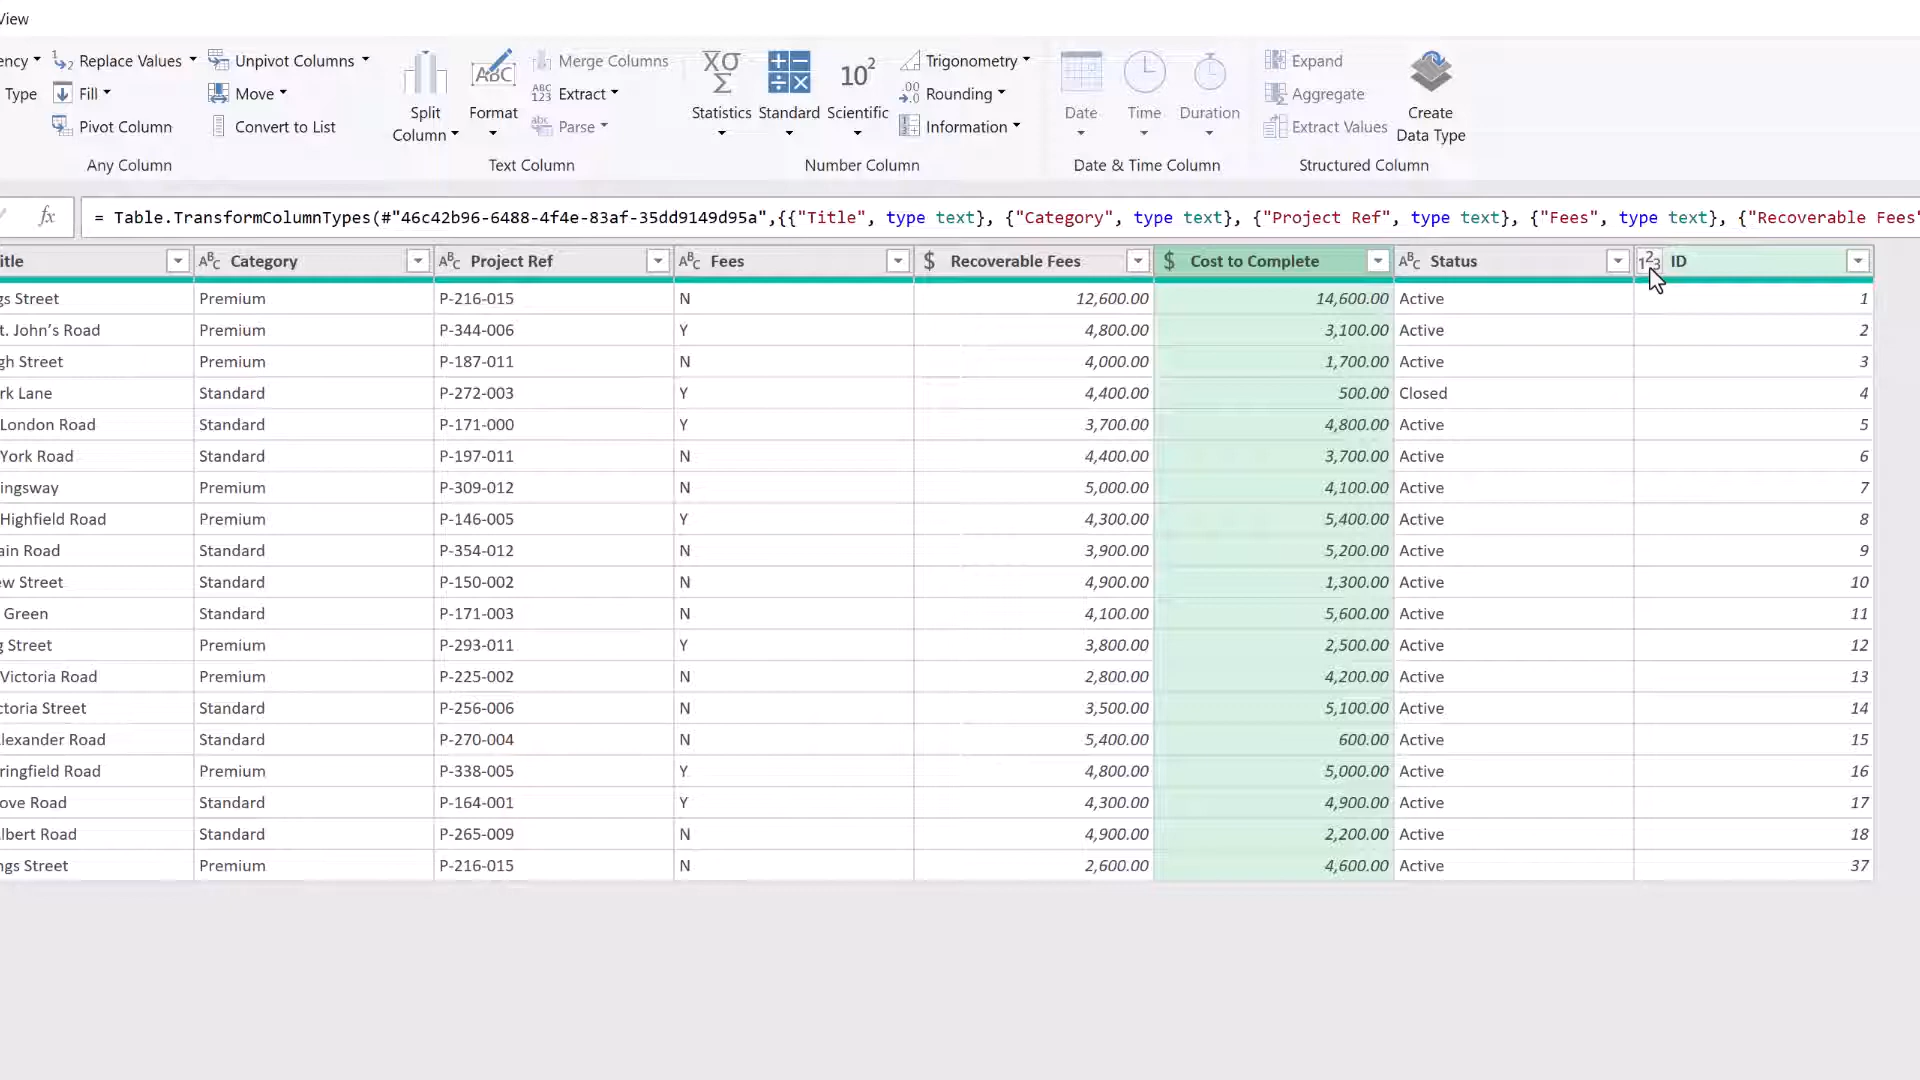 View
ency
Replace Values
Unpivot Columns
Type
Fill
Move
Pivot Column
Convert to List
Any Column
Split
Column
Format
Merge Columns
Extract
Parse
Text Column
Statistics
Standard
Scientific
Trigonometry
Rounding
Information
Number Column
Date
Time
Duration
Date & Time Column
Expand
Aggregate
Extract Values
Structured Column
Create
Data Type
fx = Table.TransformColumnTypes(#"46c42b96-6488-4f4e-83af-35dd9149d95a",{{"Title", type text}, {"Category", type text}, {"Project Ref", type text}, {"Fees", type text}, {"Recoverable Fees"
itle ABC Category ABC Project Ref ABC Fees $ Recoverable Fees $ Cost to Complete ABC Status 123 ID
gs Street Premium P-216-015 N 12,600.00 14,600.00 Active 1
t. John's Road Premium P-344-006 Y 4,800.00 3,100.00 Active 2
gh Street Premium P-187-011 N 4,000.00 1,700.00 Active 3
rk Lane Standard P-272-003 Y 4,400.00 500.00 Closed 4
London Road Standard P-171-000 Y 3,700.00 4,800.00 Active 5
York Road Standard P-197-011 N 4,400.00 3,700.00 Active 6
ingsway Premium P-309-012 N 5,000.00 4,100.00 Active 7
Highfield Road Premium P-146-005 Y 4,300.00 5,400.00 Active 8
ain Road Standard P-354-012 N 3,900.00 5,200.00 Active 9
ew Street Standard P-150-002 N 4,900.00 1,300.00 Active 10
Green Standard P-171-003 N 4,100.00 5,600.00 Active 11
g Street Premium P-293-011 Y 3,800.00 2,500.00 Active 12
Victoria Road Premium P-225-002 N 2,800.00 4,200.00 Active 13
ctoria Street Standard P-256-006 N 3,500.00 5,100.00 Active 14
lexander Road Standard P-270-004 N 5,400.00 600.00 Active 15
ringfield Road Premium P-338-005 Y 4,800.00 5,000.00 Active 16
ove Road Standard P-164-001 Y 4,300.00 4,900.00 Active 17
lbert Road Standard P-265-009 N 4,900.00 2,200.00 Active 18
ngs Street Premium P-216-015 N 2,600.00 4,600.00 Active 37